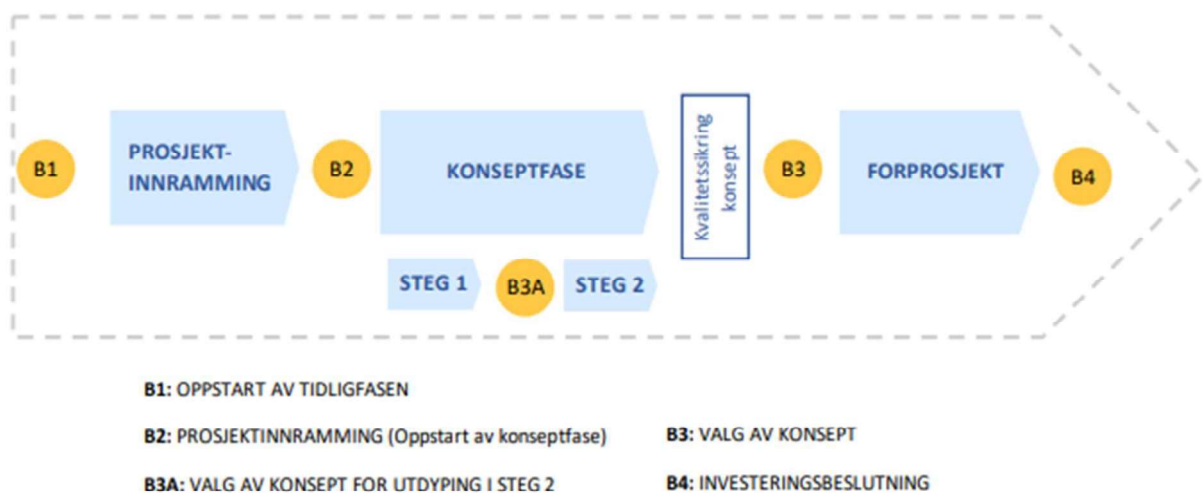 B1
PROSJEKT-
INNRAMMING
B2
KONSEPTFASE
Kvalitetssikring
konsept
B3
FORPROSJEKT
B4
STEG 1
B3A
STEG 2
B1: OPPSTART AV TIDLIGFASEN
B2: PROSJEKTINNRAMMING (Oppstart av konseptfase)
B3: VALG AV KONSEPT
B3A: VALG AV KONSEPT FOR UTDYPING I STEG 2
B4: INVESTERINGSBESLUTNING